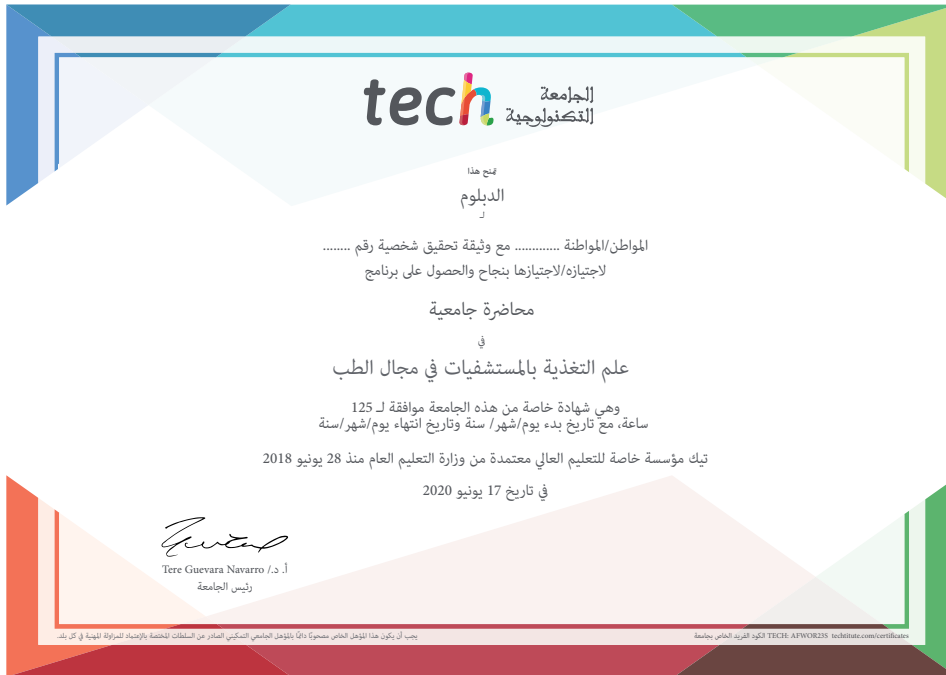 tech
الجامعة
التكنولوجية
يمنح هذا
الدبلوم
لـ
المواطن/المواطنة ............ مع وثيقة تحقيق شخصية رقم ........
لاجتيازه/لاجتيازها بنجاح والحصول على برنامج
محاضرة جامعية
في
علم التغذية بالمستشفيات في مجال الطب
وهي شهادة خاصة من هذه الجامعة موافقة لـ 125
ساعة، مع تاريخ بدء يوم/شهر/ سنة وتاريخ انتهاء يوم/شهر/سنة
تيك مؤسسة خاصة للتعليم العالي معتمدة من وزارة التعليم العام منذ 28 يونيو 2018
في تاريخ 17 يونيو 2020
أ. د./ Tere Guevara Navarro
رئيس الجامعة
يجب أن يكون هذا المؤهل الخاص مصحوبًا دائمًا بالمؤهل الجامعي التمكيني الصادر عن السلطات المختصة بالإعتماد للمزاولة المهنية في كل بلد.
الكود الفريد الخاص بجامعة TECH: AFWOR23S techtitute.com/certificates